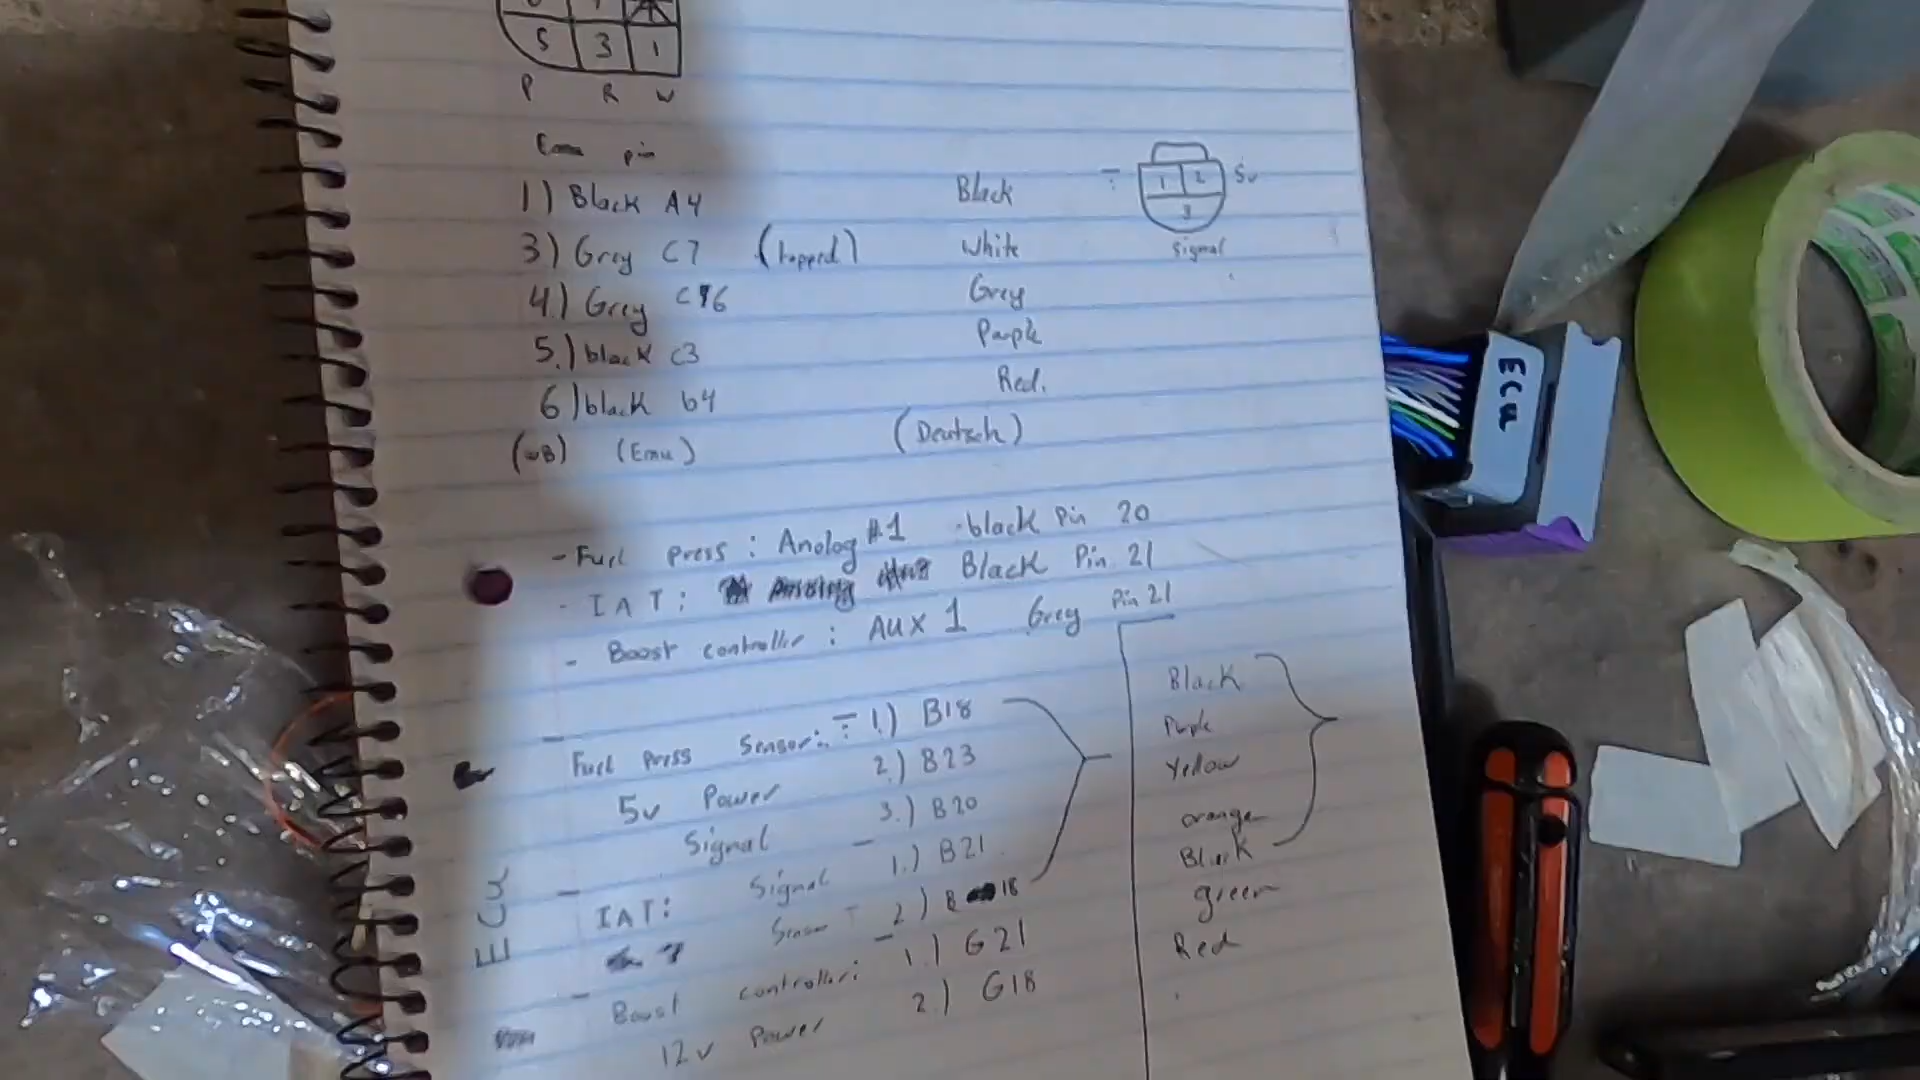 5 3 1
P R W
Emu pin
1) Black A4 Black
3) Grey C7 (tapped) White
4.) Grey C16 Grey
5.) black c3 Purple
6) black b4 Red.
(WB) (Emu) (Deutsch)
1 2 5v
3
Signal
- Fuel press : Analog #1 black Pin 20
- IAT: Black Pin 21
- Boost controller : AUX 1 Grey Pin 21
Fuel press Sensor: 1.) B18
5v Power 2.) B23
Signal 3.) B20
IAT: Signal 1.) B21
Sensor 2.) B 18
Boost controller: 1.) G21
12v Power 2.) G18
Black
Purple
Yellow
orange
Black
green
Red
ECU
ECU